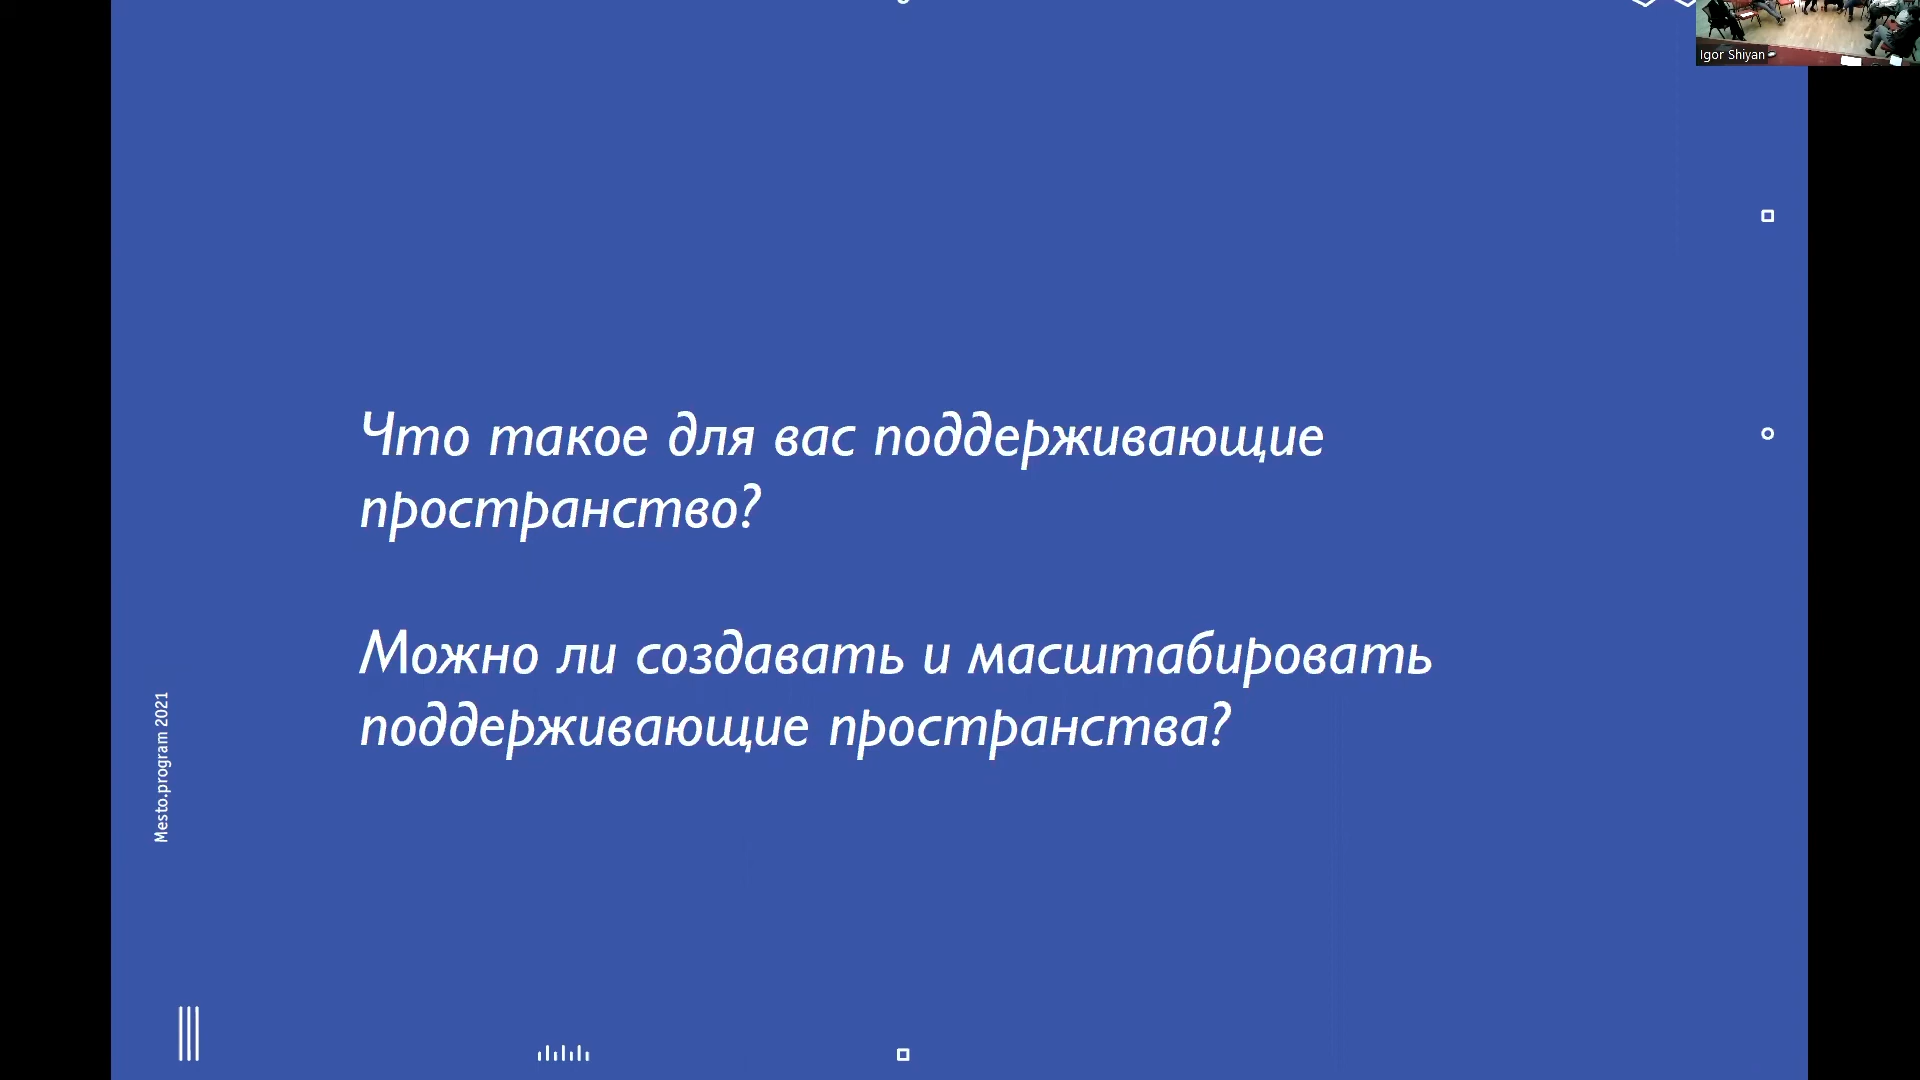 Igor Shiyan
Что такое для вас поддерживающие
пространство?
Можно ли создавать и масштабировать
поддерживающие пространства?
Mesto.program 2021